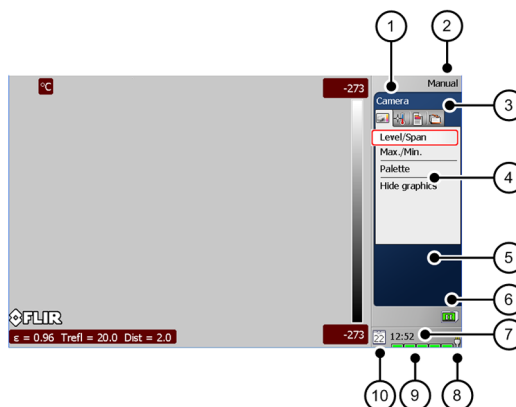 1
2
Manual
°C
-273
Camera
3
Level/Span
Max./Min.
Palette
4
Hide graphics
5
6
FLIR
7
ε = 0.96 Trefl = 20.0 Dist = 2.0
-273
22
12:52
10
9
8